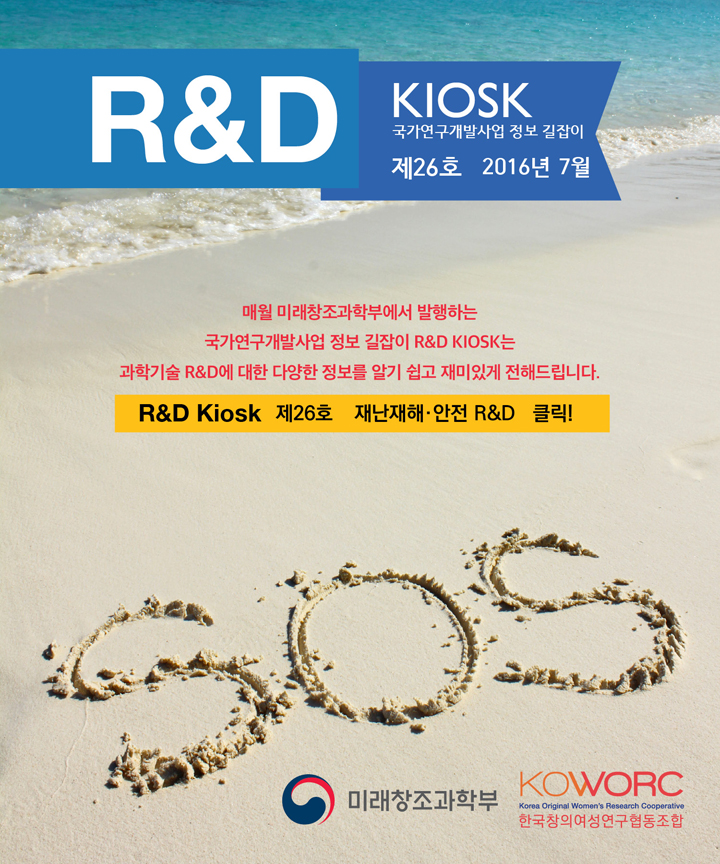 R&D
KIOSK
국가연구개발사업 정보 길잡이
제26호 2016년 7월
매월 미래창조과학부에서 발행하는
국가연구개발사업 정보 길잡이 R&D KIOSK는
과학기술 R&D에 대한 다양한 정보를 알기 쉽고 재미있게 전해드립니다.
R&D Kiosk 제26호 재난재해·안전 R&D 클릭!
SOS
미래창조과학부
KOWORC
Korea Original Women's Research Cooperative
한국창의여성연구협동조합